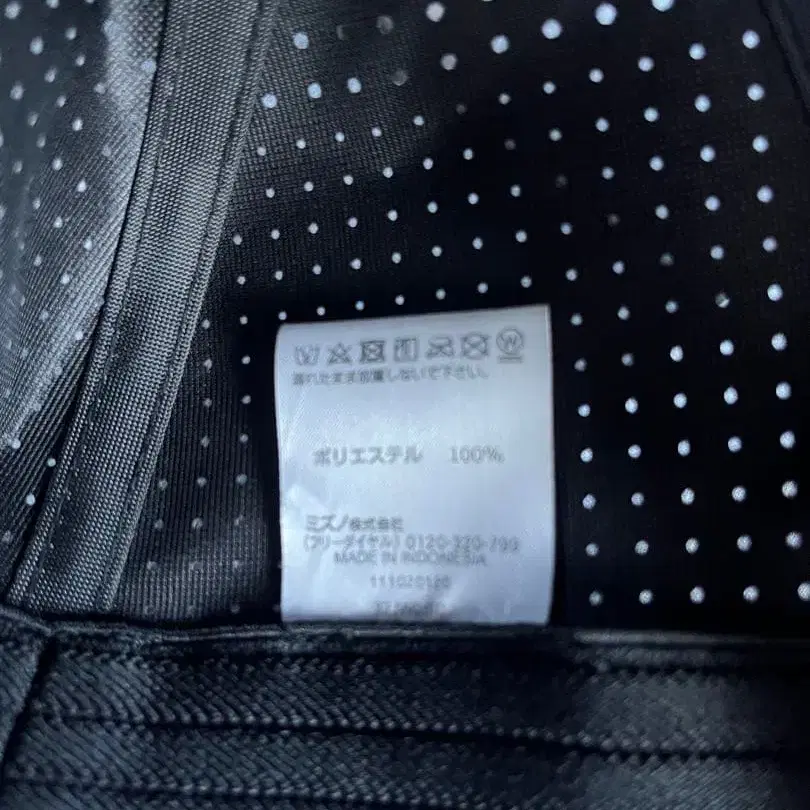 濡れたまま放置しないで下さい。
ポリエステル 100%
ミズノ株式会社
(フリーダイヤル) 0120-320-799
MADE IN INDONESIA
111020120